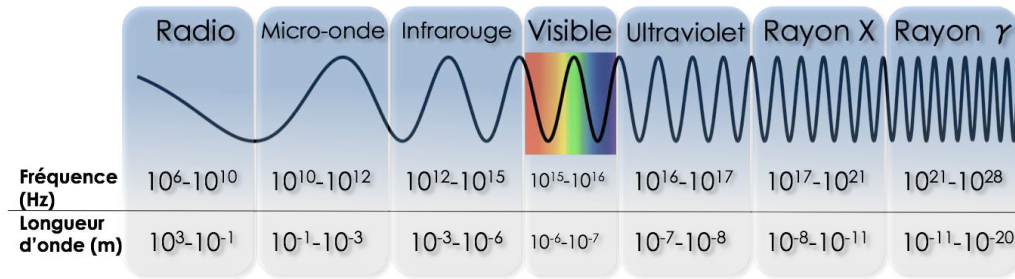 Radio Micro-onde Infrarouge Visible Ultraviolet Rayon X Rayon γ
Fréquence (Hz) 10⁶-10¹⁰ 10¹⁰-10¹² 10¹²-10¹⁵ 10¹⁵-10¹⁶ 10¹⁶-10¹⁷ 10¹⁷-10²¹ 10²¹-10²⁸
Longueur d'onde (m) 10³-10⁻¹ 10⁻¹-10⁻³ 10⁻³-10⁻⁶ 10⁻⁶-10⁻⁷ 10⁻⁷-10⁻⁸ 10⁻⁸-10⁻¹¹ 10⁻¹¹-10⁻²⁰